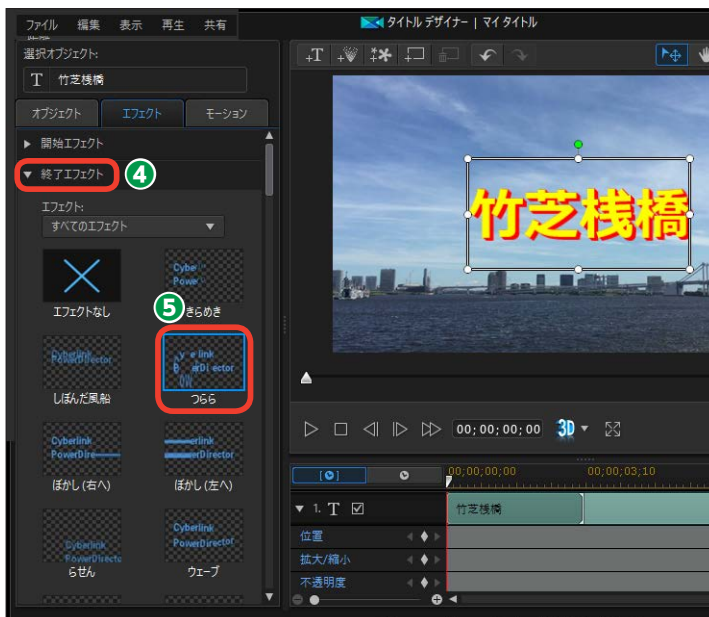 ファイル 編集 表示 再生 共有
タイトル デザイナー | マイ タイトル
選択オブジェクト:
T 竹芝桟橋
オブジェクト エフェクト モーション
開始エフェクト
終了エフェクト
4
エフェクト:
すべてのエフェクト
エフェクトなし
5
きらめき
しぼんだ風船
つらら
Cyberlink
ぼかし(右へ)
ぼかし(左へ)
Cyberlink
PowerDirector
らせん
ウェーブ
竹芝桟橋
00;00;00;00
3D
00;00;00;00 00;00;03;10
1. T
竹芝桟橋
位置
拡大/縮小
不透明度